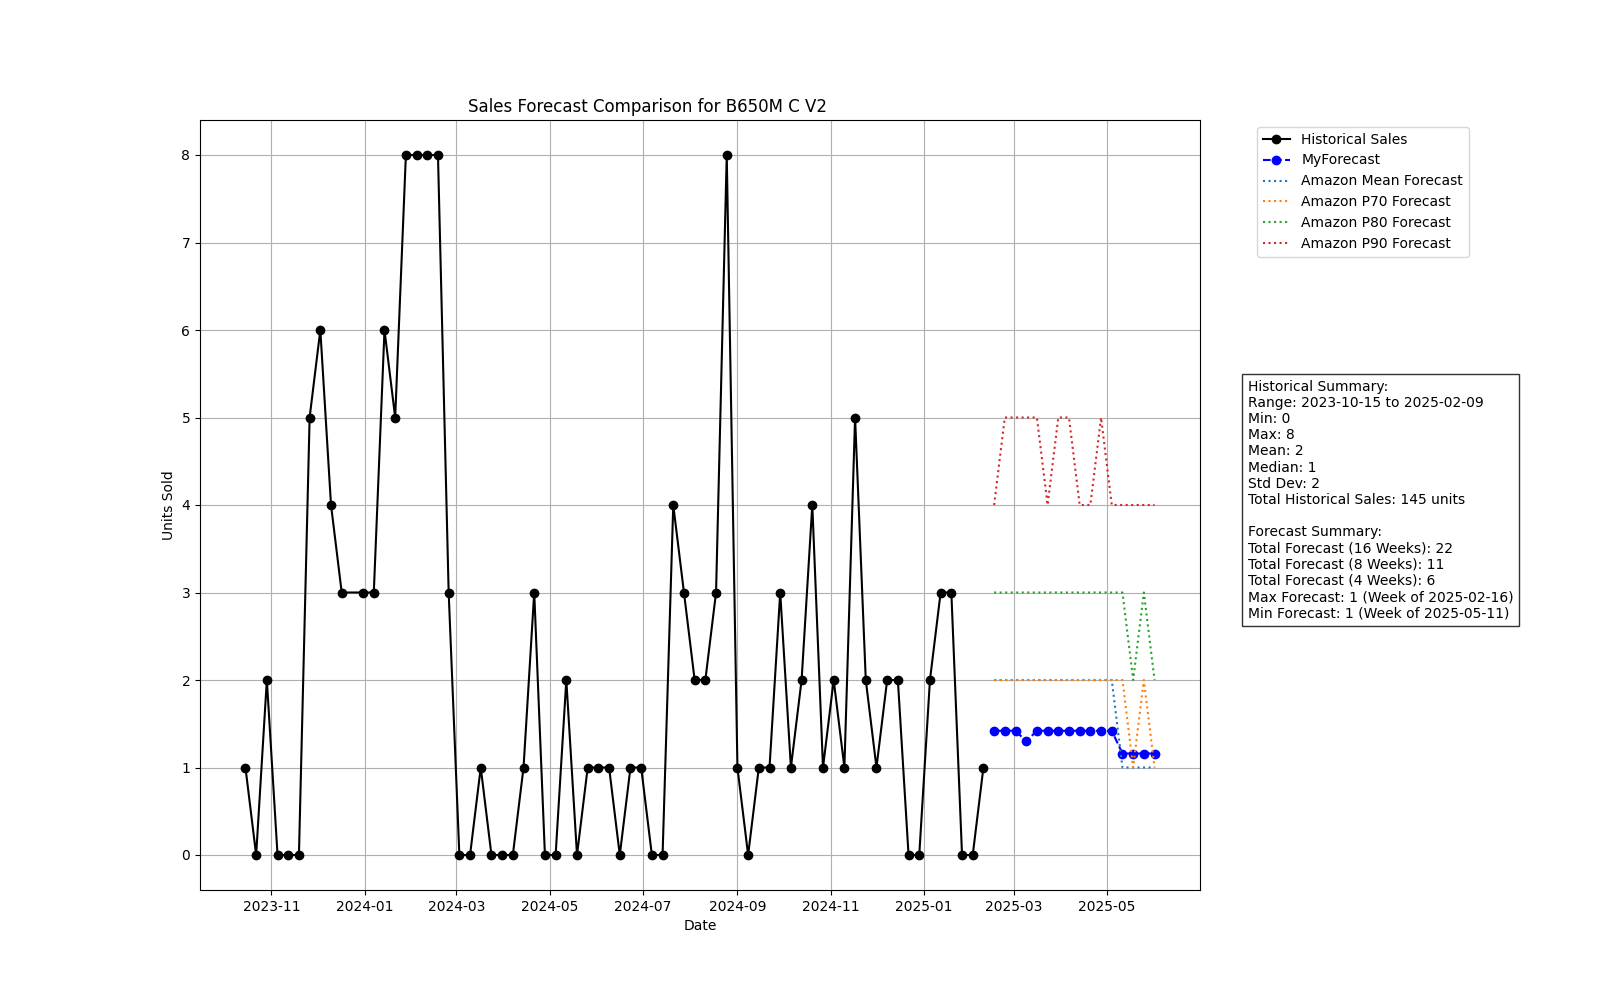 Sales Forecast Comparison for B650M C V2
Historical Sales
MyForecast
Amazon Mean Forecast
Amazon P70 Forecast
Amazon P80 Forecast
Amazon P90 Forecast
8
7
6
5
4
3
2
1
0
Units Sold
2023-11
2024-01
2024-03
2024-05
2024-07
2024-09
2024-11
2025-01
2025-03
2025-05
Date
Historical Summary:
Range: 2023-10-15 to 2025-02-09
Min: 0
Max: 8
Mean: 2
Median: 1
Std Dev: 2
Total Historical Sales: 145 units
Forecast Summary:
Total Forecast (16 Weeks): 22
Total Forecast (8 Weeks): 11
Total Forecast (4 Weeks): 6
Max Forecast: 1 (Week of 2025-02-16)
Min Forecast: 1 (Week of 2025-05-11)